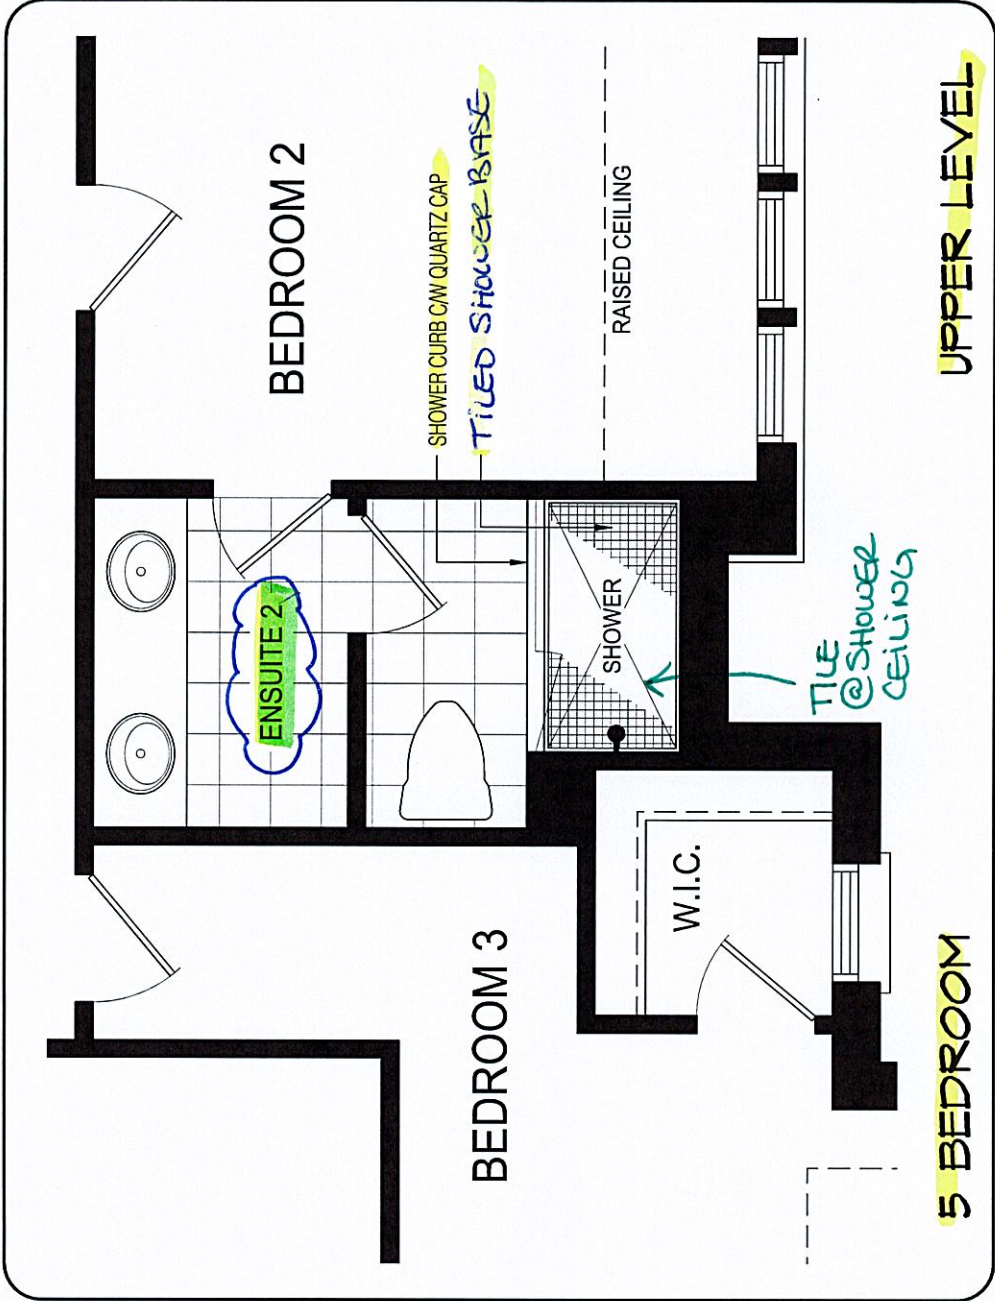 BEDROOM 2
SHOWER CURB C/W QUARTZ CAP
TILED SHOWER BASE
RAISED CEILING
UPPER LEVEL
ENSUITE 2
SHOWER
TILE
@ SHOWER
CEILING
BEDROOM 3
W.I.C.
5 BEDROOM